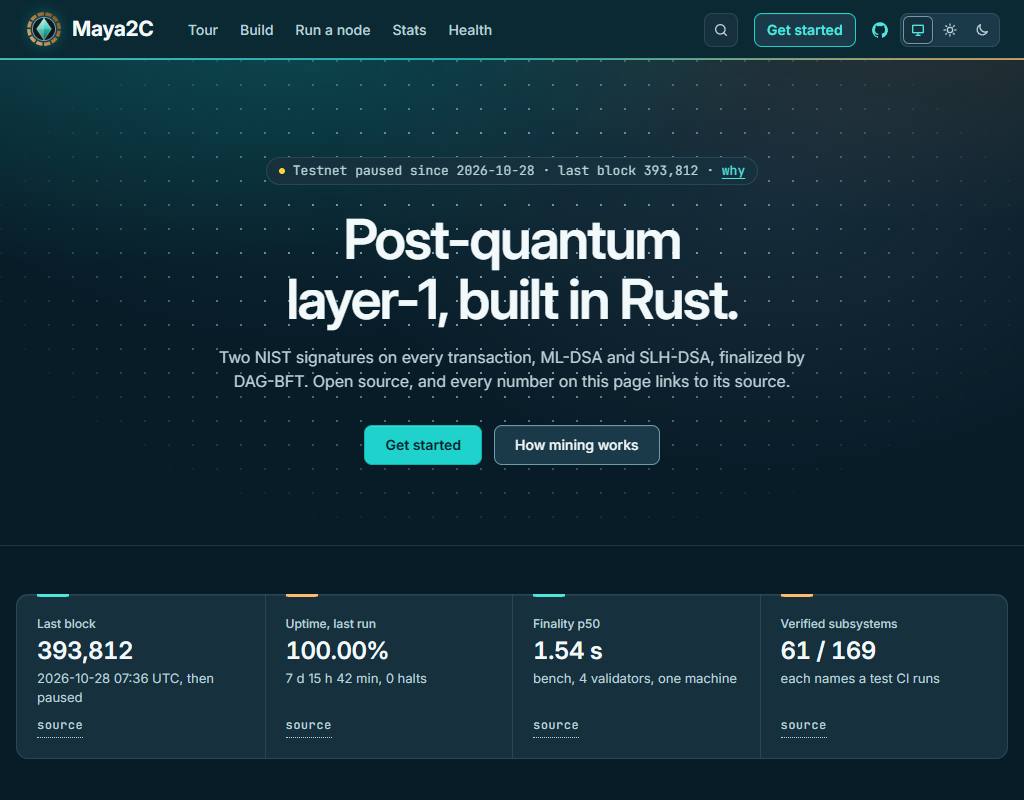 Maya2C
Tour
Build
Run a node
Stats
Health
Get started
Testnet paused since 2026-10-28 · last block 393,812 · why
Post-quantum
layer-1, built in Rust.
Two NIST signatures on every transaction, ML-DSA and SLH-DSA, finalized by
DAG-BFT. Open source, and every number on this page links to its source.
Get started
How mining works
Last block
393,812
2026-10-28 07:36 UTC, then
paused
source
Uptime, last run
100.00%
7 d 15 h 42 min, 0 halts
source
Finality p50
1.54 s
bench, 4 validators, one machine
source
Verified subsystems
61 / 169
each names a test CI runs
source